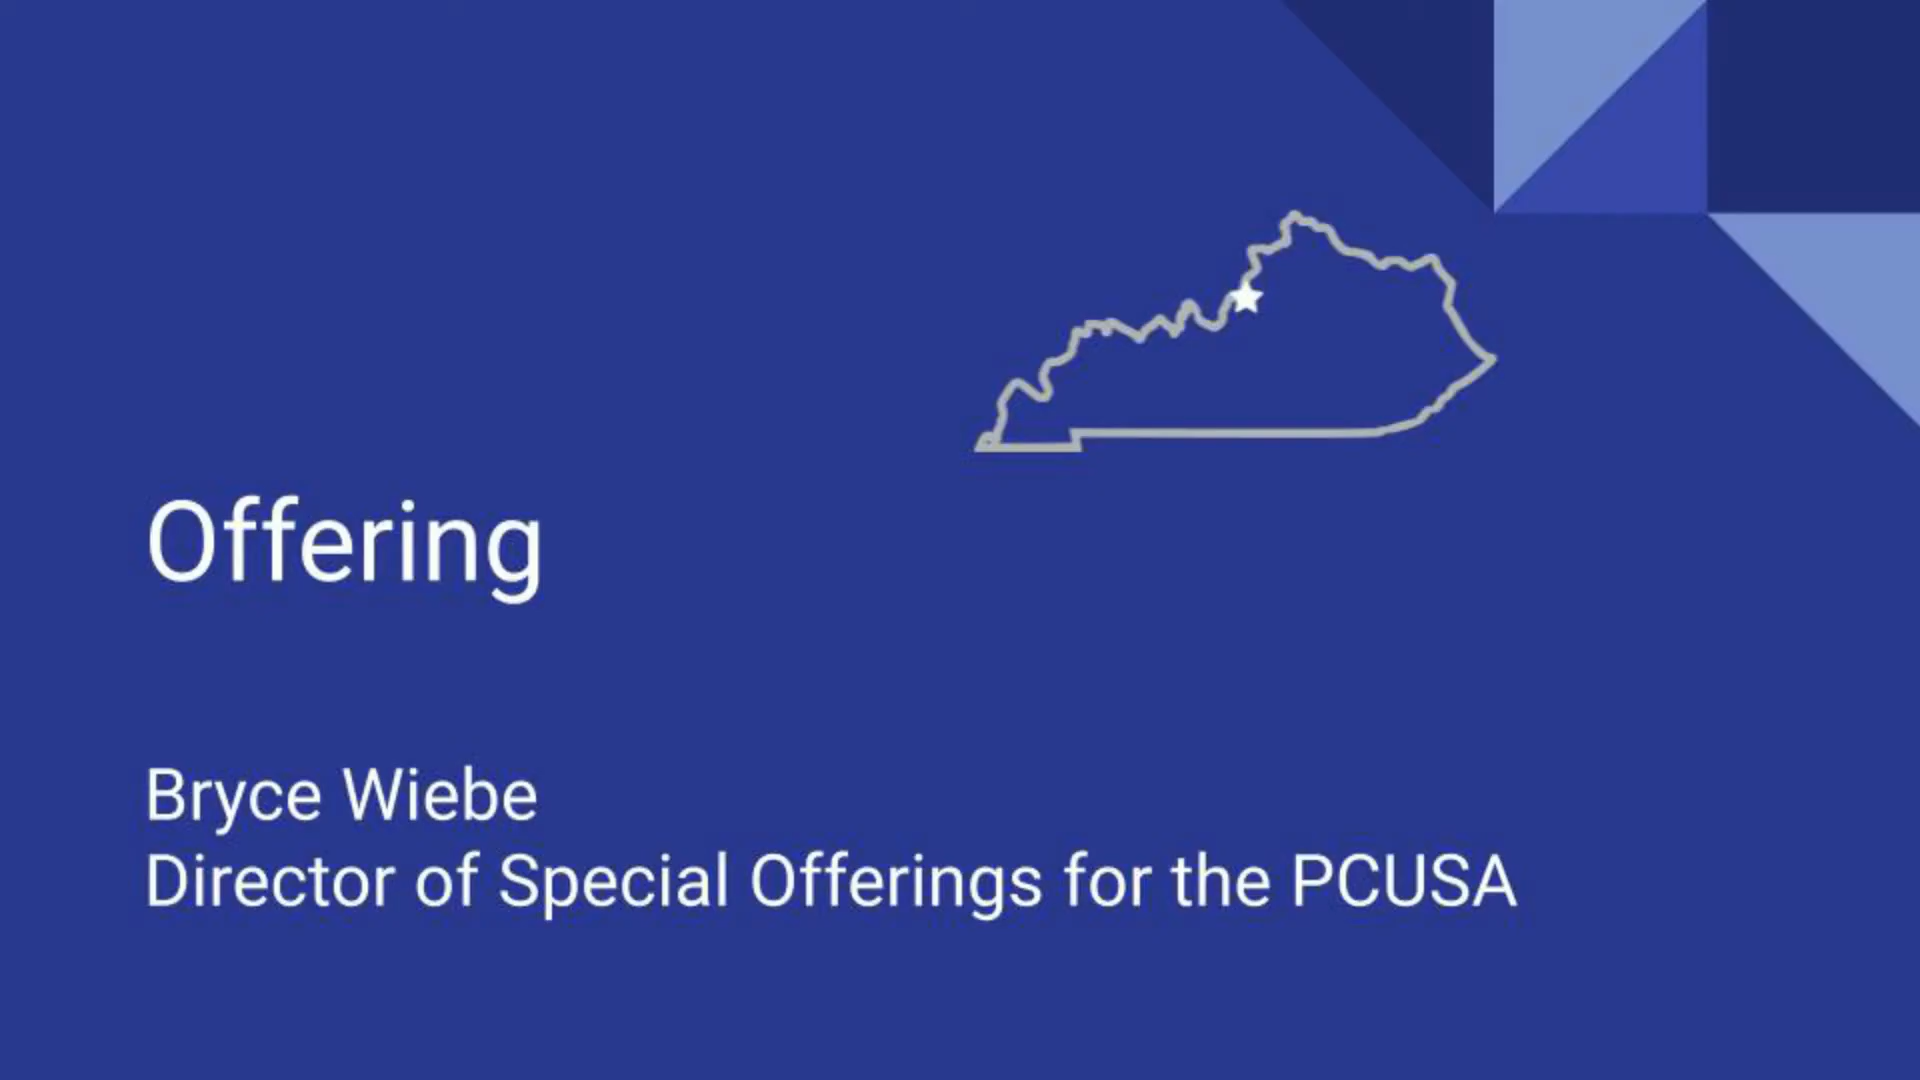 Offering
Bryce Wiebe
Director of Special Offerings for the PCUSA